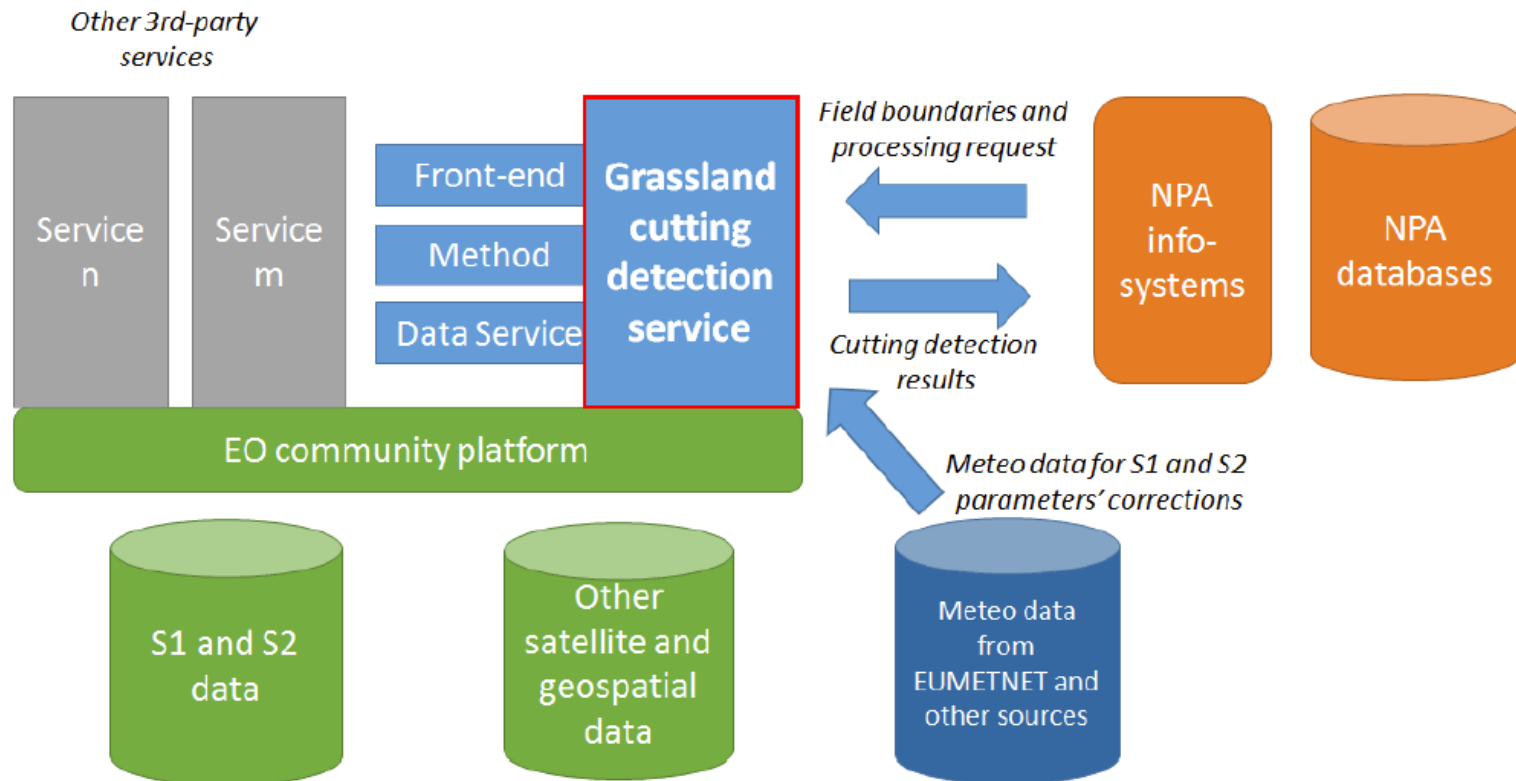 Other 3rd-party
services
Service
n
Service
m
Front-end
Method
Data Service
Grassland
cutting
detection
service
Field boundaries and
processing request
Cutting detection
results
NPA
info-
systems
NPA
databases
EO community platform
Meteo data for S1 and S2
parameters' corrections
S1 and S2
data
Other
satellite and
geospatial
data
Meteo data
from
EUMETNET and
other sources